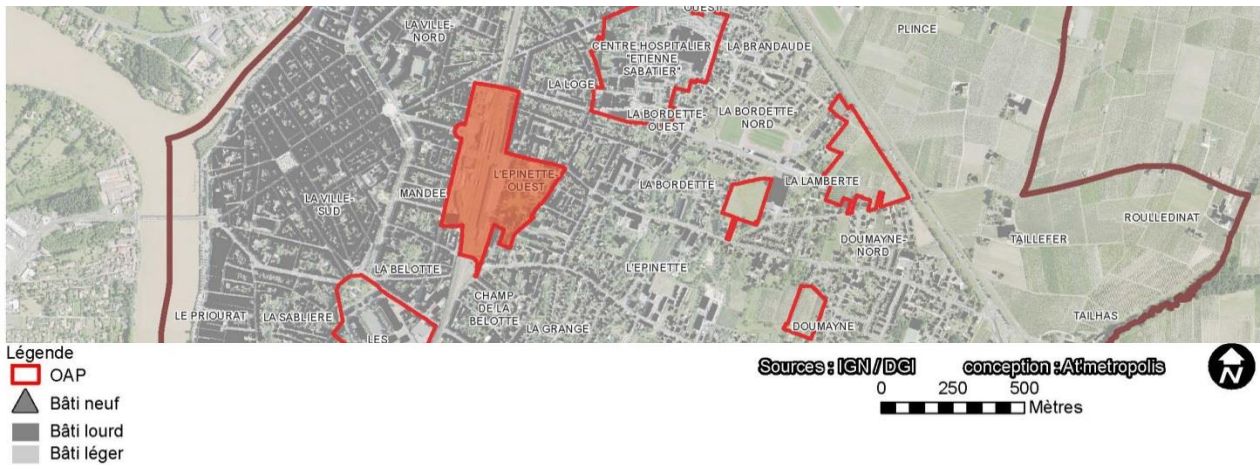 OUEST
LA VILLE-
NORD
PLINCE
CENTRE HOSPITALIER
"ETIENNE
SABATIER"
LA BRANDAUDE
LA LOGE
LA BORDETTE-
OUEST
LA BORDETTE-
NORD
L'EPINETTE-
OUEST
MANDEE
LA VILLE-
SUD
LA BORDETTE
LA LAMBERTE
ROULLEDINAT
TAILLEFER
DOUMAYNE-
NORD
LA BELOTTE
L'EPINETTE
CHAMP
DE LA
BELOTTE
LE PRIOURAT
LA SABLIERE
LES
LA GRANGE
DOUMAYNE
TAILHAS
Légende
OAP
Bâti neuf
Bâti lourd
Bâti léger
Sources : IGN / DGI conception : At'metropolis
0 250 500
Mètres
N